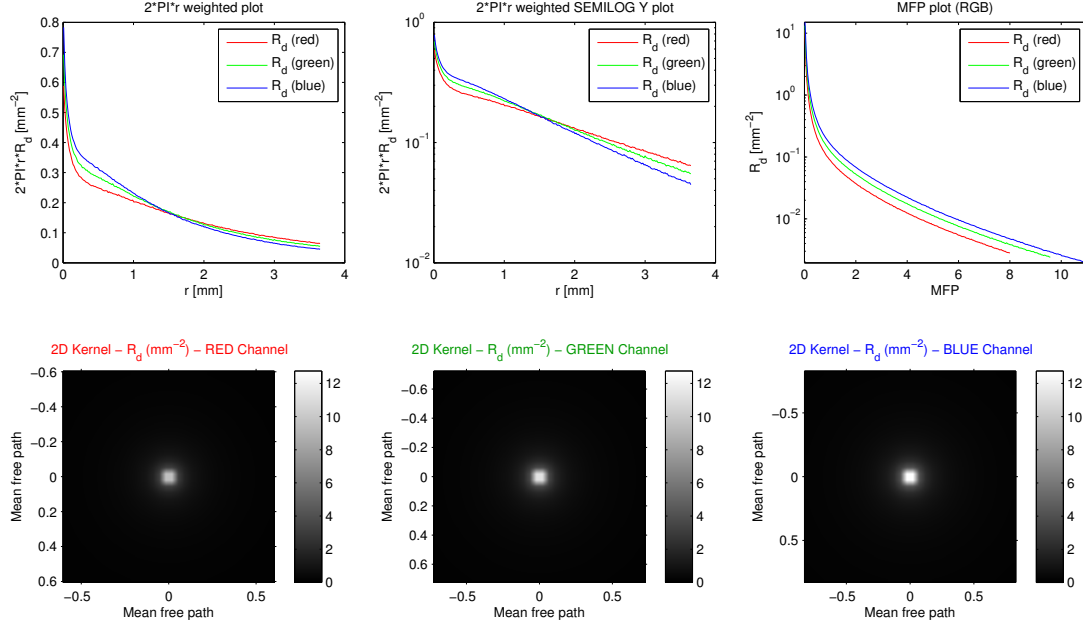 2*PI*r weighted plot
0.8
0.7
0.6
0.5
0.4
0.3
0.2
0.1
0
2*PI*r*R_d [mm^−2]
0 1 2 3 4
r [mm]
R_d (red)
R_d (green)
R_d (blue)
2*PI*r weighted SEMILOG Y plot
10^0
10^−1
10^−2
2*PI*r*R_d [mm^−2]
0 1 2 3 4
r [mm]
R_d (red)
R_d (green)
R_d (blue)
MFP plot (RGB)
10^1
10^0
10^−1
10^−2
R_d [mm^−2]
0 2 4 6 8 10
MFP
R_d (red)
R_d (green)
R_d (blue)
2D Kernel − R_d (mm^−2) − RED Channel
−0.6
−0.4
−0.2
0
0.2
0.4
0.6
Mean free path
−0.5 0 0.5
Mean free path
12
10
8
6
4
2
0
2D Kernel − R_d (mm^−2) − GREEN Channel
−0.6
−0.4
−0.2
0
0.2
0.4
0.6
Mean free path
−0.5 0 0.5
Mean free path
12
10
8
6
4
2
0
2D Kernel − R_d (mm^−2) − BLUE Channel
−0.5
0
0.5
Mean free path
−0.5 0 0.5
Mean free path
12
10
8
6
4
2
0